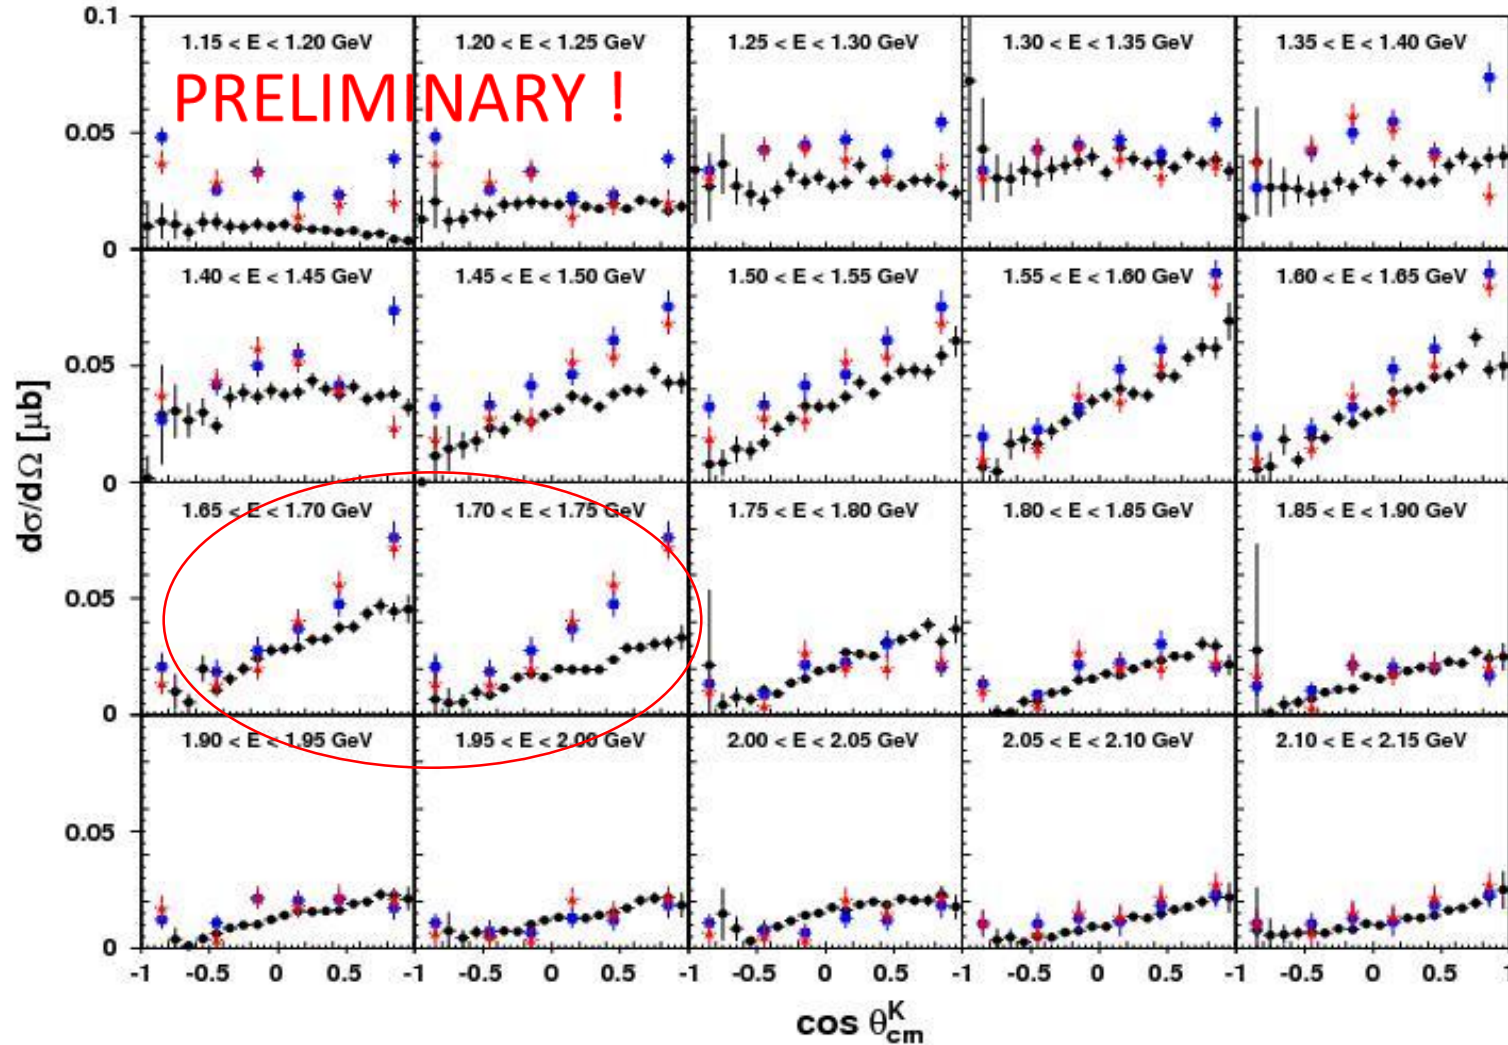 0.1
1.15 < E < 1.20 GeV
1.20 < E < 1.25 GeV
1.25 < E < 1.30 GeV
1.30 < E < 1.35 GeV
1.35 < E < 1.40 GeV
PRELIMINARY !
0.05
0
1.40 < E < 1.45 GeV
1.45 < E < 1.50 GeV
1.50 < E < 1.55 GeV
1.55 < E < 1.60 GeV
1.60 < E < 1.65 GeV
0.05
dσ/dΩ [μb]
0
1.65 < E < 1.70 GeV
1.70 < E < 1.75 GeV
1.75 < E < 1.80 GeV
1.80 < E < 1.85 GeV
1.85 < E < 1.90 GeV
0.05
0
1.90 < E < 1.95 GeV
1.95 < E < 2.00 GeV
2.00 < E < 2.05 GeV
2.05 < E < 2.10 GeV
2.10 < E < 2.15 GeV
0.05
0
-1 -0.5 0 0.5 -1 -0.5 0 0.5 -1 -0.5 0 0.5 -1 -0.5 0 0.5 -1 -0.5 0 0.5 1
cos θ^K_cm